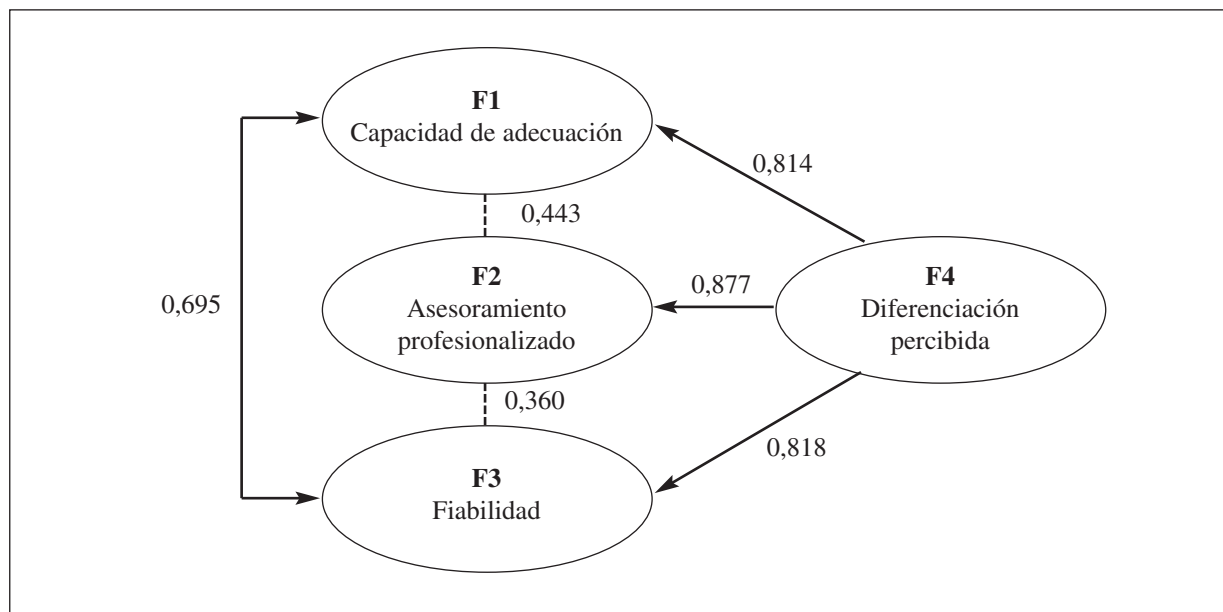 F1
Capacidad de adecuación
0,814
0,443
F2
Asesoramiento
profesionalizado
0,877
F4
Diferenciación
percibida
0,695
0,360
0,818
F3
Fiabilidad